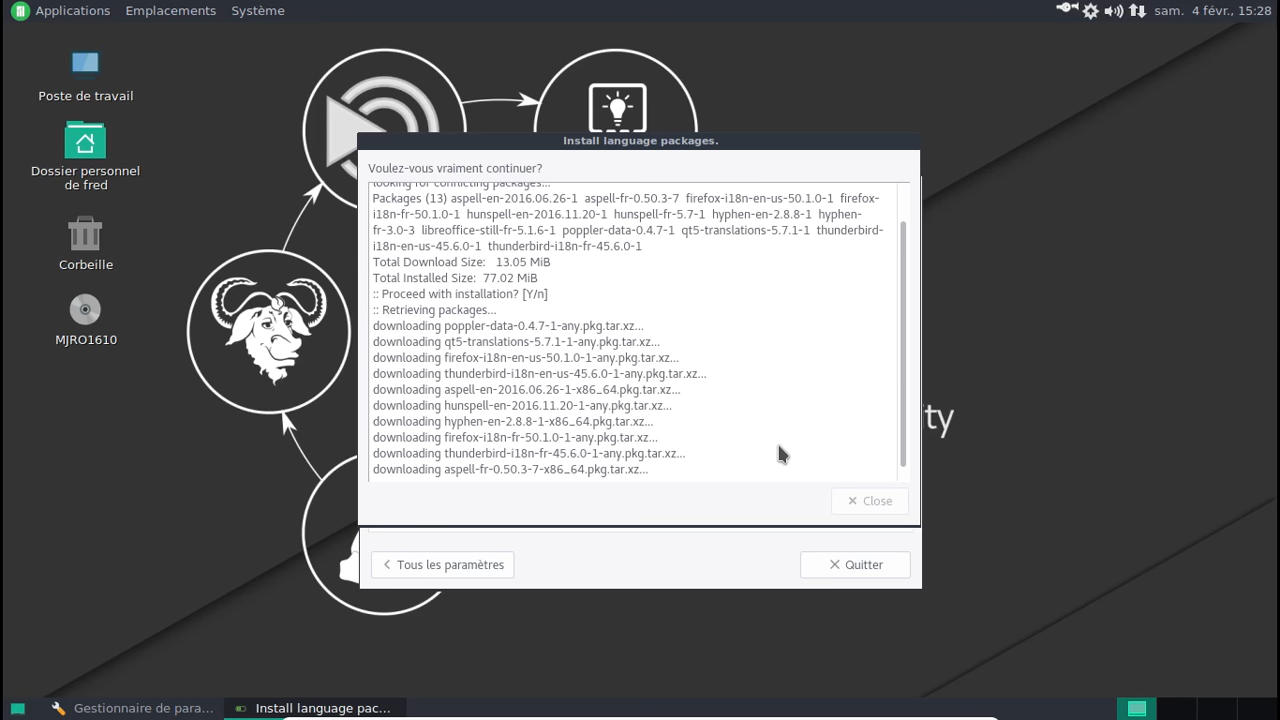 Applications Emplacements Système
sam. 4 févr., 15:28
Poste de travail
Dossier personnel
de fred
Corbeille
MJRO1610
Install language packages.
Voulez-vous vraiment continuer?
looking for conflicting packages...
Packages (13) aspell-en-2016.06.26-1 aspell-fr-0.50.3-7 firefox-i18n-en-us-50.1.0-1 firefox-
i18n-fr-50.1.0-1 hunspell-en-2016.11.20-1 hunspell-fr-5.7-1 hyphen-en-2.8.8-1 hyphen-
fr-3.0-3 libreoffice-still-fr-5.1.6-1 poppler-data-0.4.7-1 qt5-translations-5.7.1-1 thunderbird-
i18n-en-us-45.6.0-1 thunderbird-i18n-fr-45.6.0-1
Total Download Size: 13.05 MiB
Total Installed Size: 77.02 MiB
:: Proceed with installation? [Y/n]
:: Retrieving packages...
downloading poppler-data-0.4.7-1-any.pkg.tar.xz...
downloading qt5-translations-5.7.1-1-any.pkg.tar.xz...
downloading firefox-i18n-en-us-50.1.0-1-any.pkg.tar.xz...
downloading thunderbird-i18n-en-us-45.6.0-1-any.pkg.tar.xz...
downloading aspell-en-2016.06.26-1-x86_64.pkg.tar.xz...
downloading hunspell-en-2016.11.20-1-any.pkg.tar.xz...
downloading hyphen-en-2.8.8-1-x86_64.pkg.tar.xz...
downloading firefox-i18n-fr-50.1.0-1-any.pkg.tar.xz...
downloading thunderbird-i18n-fr-45.6.0-1-any.pkg.tar.xz...
downloading aspell-fr-0.50.3-7-x86_64.pkg.tar.xz...
Close
ty
Tous les paramètres
Quitter
Gestionnaire de para...
Install language pac...